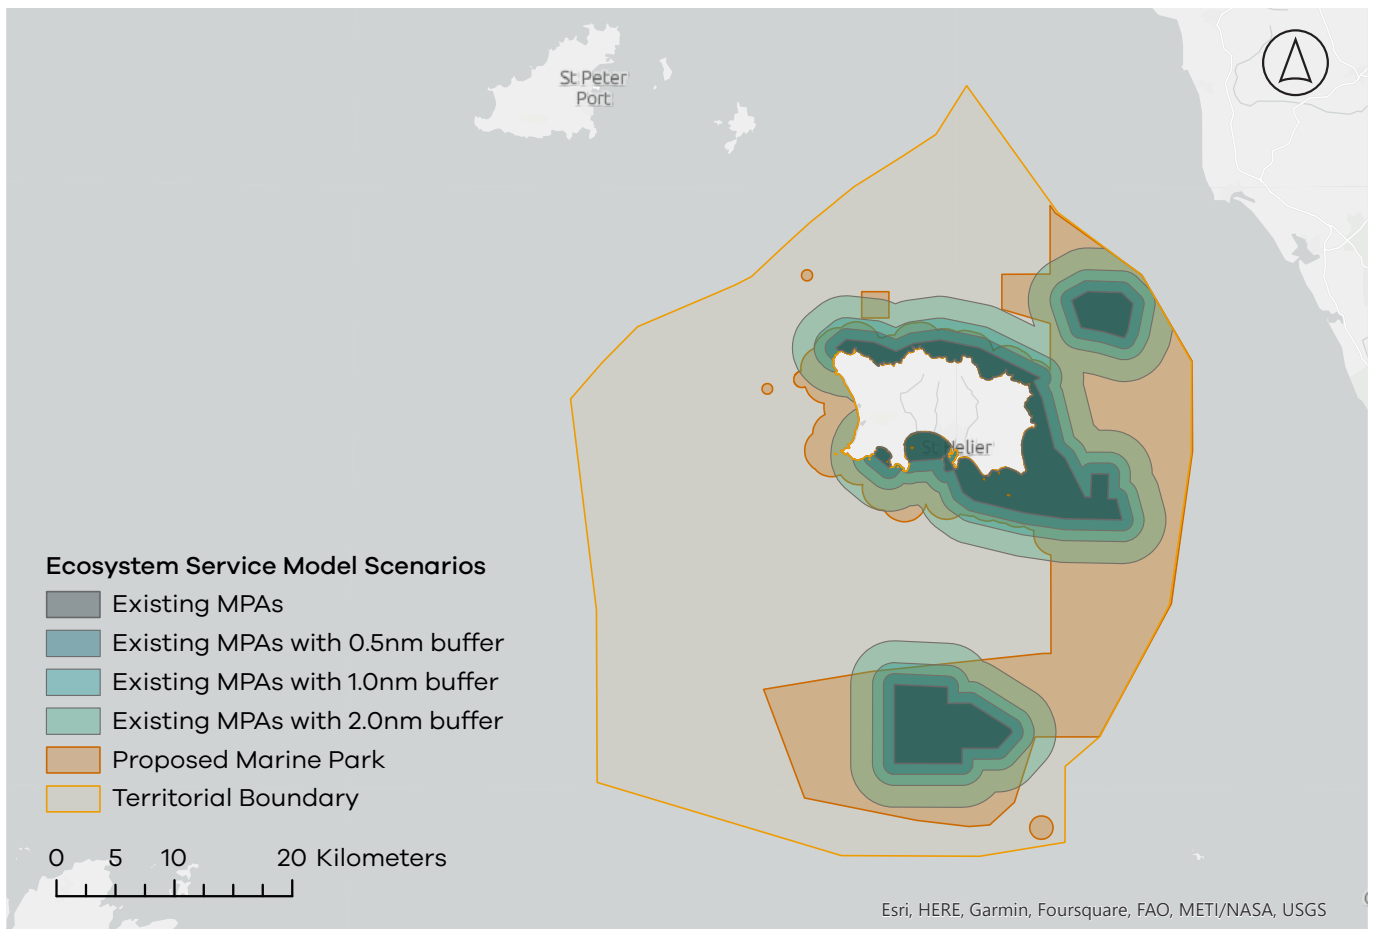 St Peter
Port
St Helier
Ecosystem Service Model Scenarios
Existing MPAs
Existing MPAs with 0.5nm buffer
Existing MPAs with 1.0nm buffer
Existing MPAs with 2.0nm buffer
Proposed Marine Park
Territorial Boundary
0 5 10 20 Kilometers
Esri, HERE, Garmin, Foursquare, FAO, METI/NASA, USGS